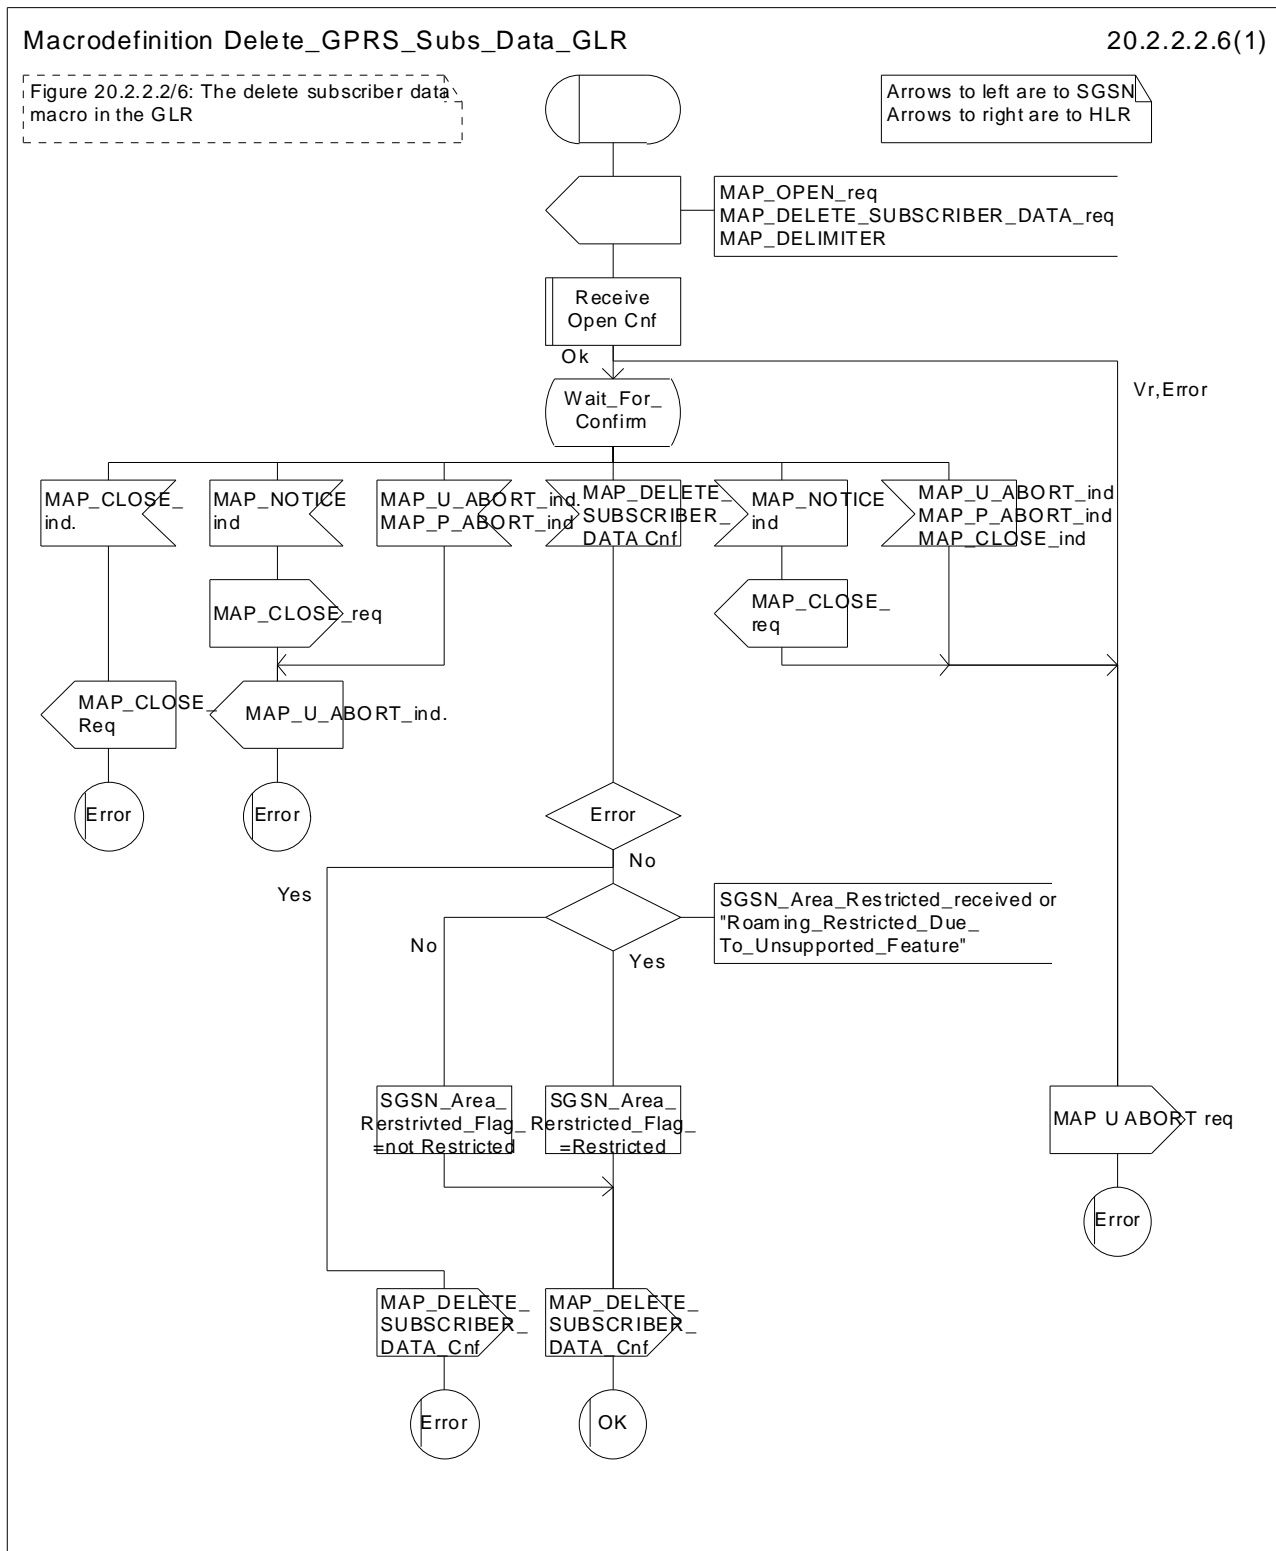 Macrodefinition Delete_GPRS_Subs_Data_GLR
20.2.2.2.6(1)
Figure 20.2.2.2/6: The delete subscriber data
macro in the GLR
Arrows to left are to SGSN
Arrows to right are to HLR
MAP_OPEN_req
MAP_DELETE_SUBSCRIBER_DATA_req
MAP_DELIMITER
Receive
Open Cnf
Ok
Vr,Error
Wait_For_
Confirm
MAP_CLOSE_
ind.
MAP_NOTICE
ind
MAP_U_ABORT_ind.
MAP_P_ABORT_ind
MAP_DELETE_
SUBSCRIBER_
DATA Cnf
MAP_NOTICE
ind
MAP_U_ABORT_ind
MAP_P_ABORT_ind
MAP_CLOSE_ind
MAP_CLOSE_req
MAP_CLOSE_
req
MAP_CLOSE_
Req
MAP_U_ABORT_ind.
Error
Error
Error
No
Yes
SGSN_Area_Restricted_received or
"Roaming_Restricted_Due_
To_Unsupported_Feature"
No
Yes
SGSN_Area_
Rerstrivted_Flag_
=not Restricted
SGSN_Area_
Rerstricted_Flag_
=Restricted
MAP U ABORT req
Error
MAP_DELETE_
SUBSCRIBER_
DATA_Cnf
MAP_DELETE_
SUBSCRIBER_
DATA_Cnf
Error
OK